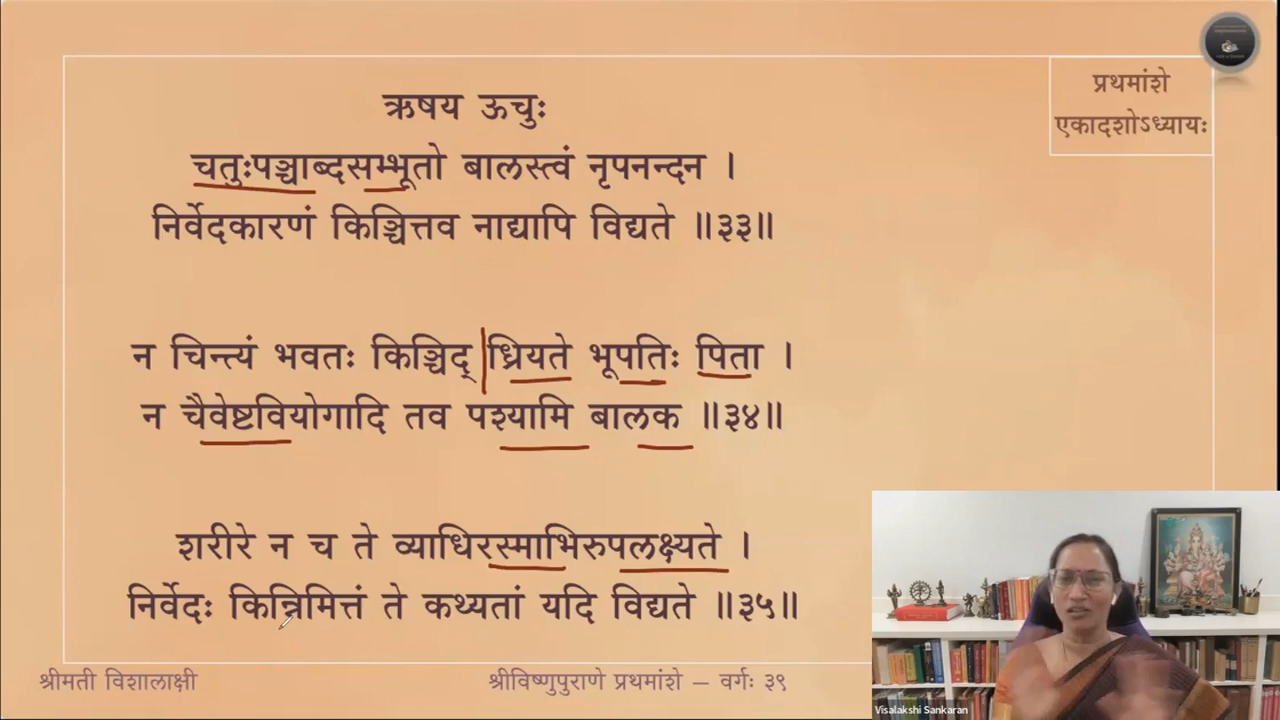 प्रथमांशे
एकादशोऽध्यायः
ऋषय ऊचुः
चतुःपञ्चाब्दसम्भूतो बालस्त्वं नृपनन्दन ।
निर्वेदकारणं किञ्चित्तव नाद्यापि विद्यते ॥३३॥
न चिन्त्यं भवतः किञ्चिद् ध्रियते भूपतिः पिता ।
न चैवेष्टवियोगादि तव पश्यामि बालक ॥३४॥
शरीरे न च ते व्याधिरस्माभिरुपलक्ष्यते ।
निर्वेदः किन्निमित्तं ते कथ्यतां यदि विद्यते ॥३५॥
श्रीमती विशालाक्षी
श्रीविष्णुपुराणे प्रथमांशे – वर्गः ३९
Visalakshi Sankaran